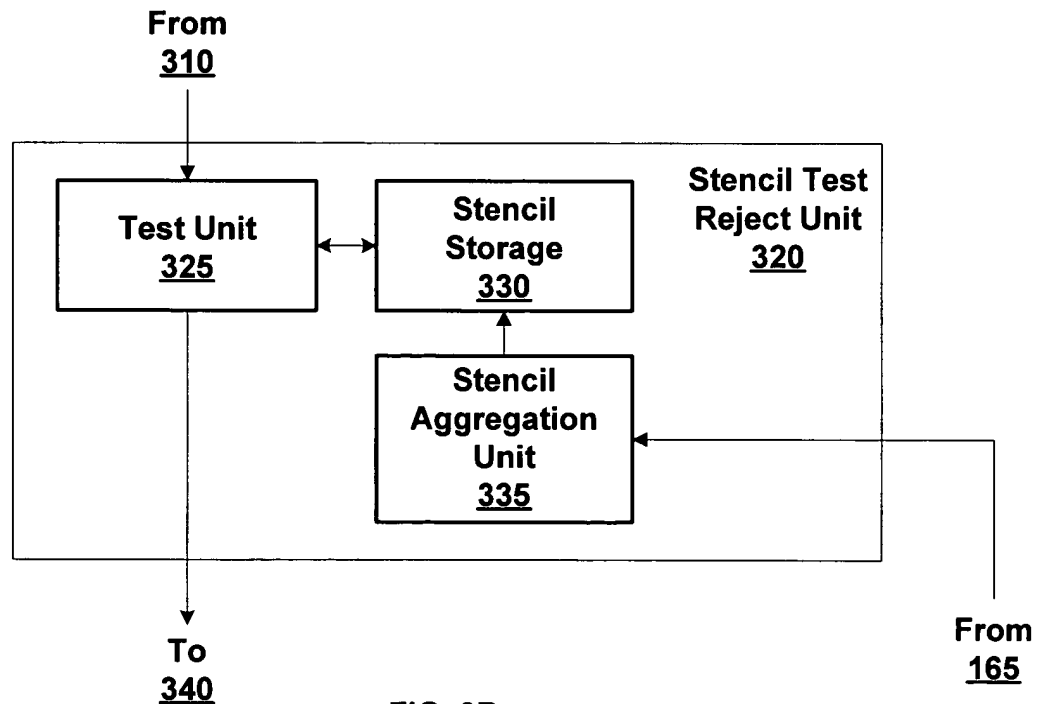 From
310
Test Unit
325
Stencil
Storage
330
Stencil Test
Reject Unit
320
Stencil
Aggregation
Unit
335
To
340
From
165